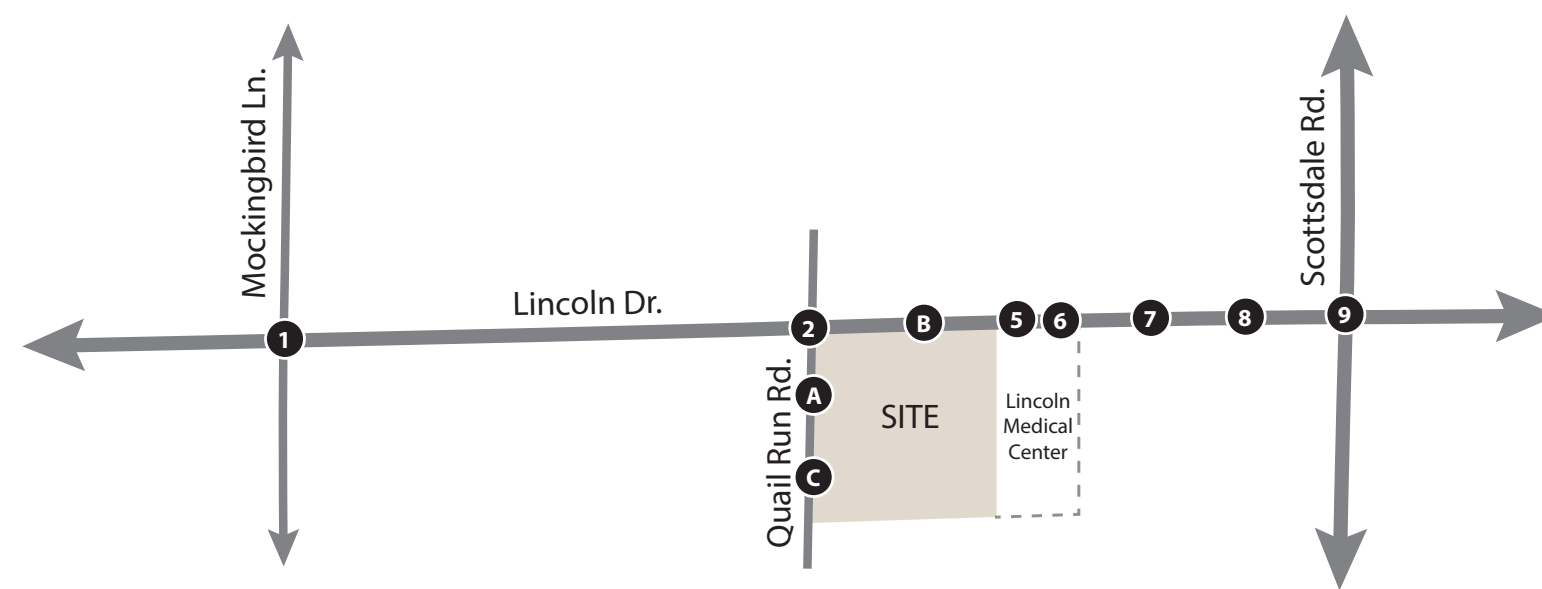 Mockingbird Ln.
Scottsdale Rd.
Lincoln Dr.
1
2
B
5
6
7
8
9
Quail Run Rd.
A
C
SITE
Lincoln
Medical
Center